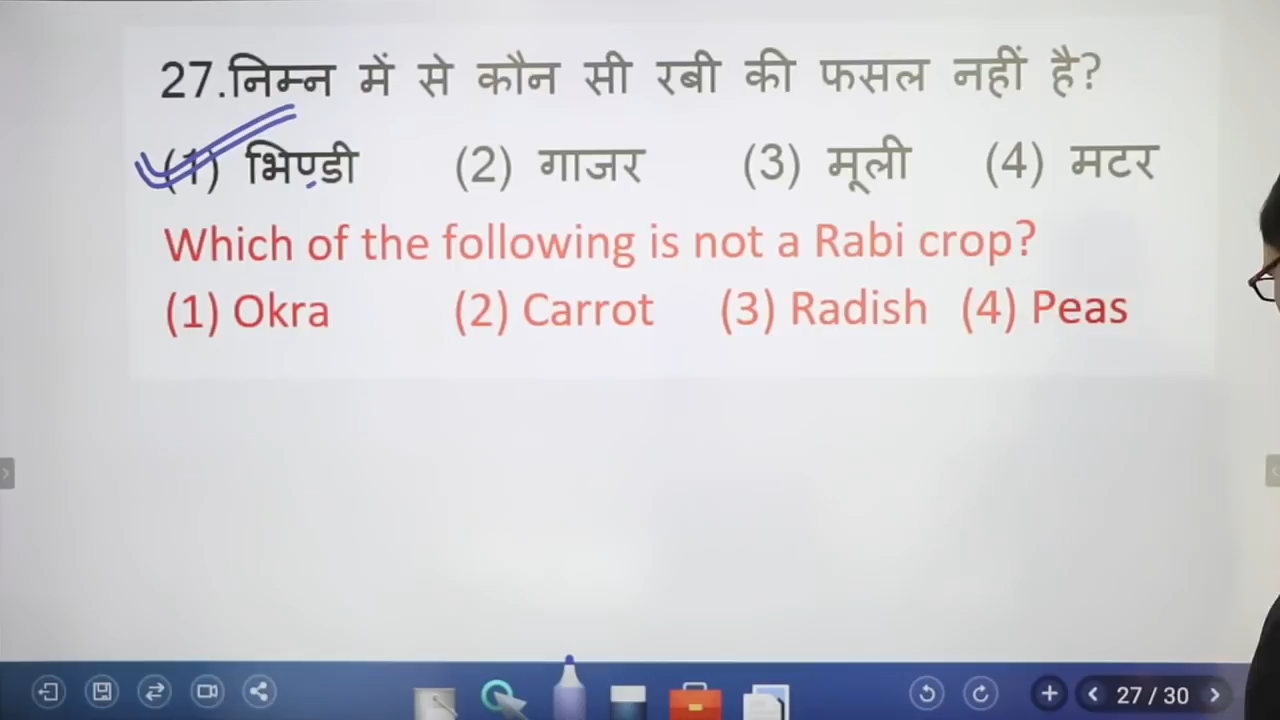 27.निम्न में से कौन सी रबी की फसल नहीं है?
(1) भिण्डी (2) गाजर (3) मूली (4) मटर
Which of the following is not a Rabi crop?
(1) Okra (2) Carrot (3) Radish (4) Peas
27 / 30